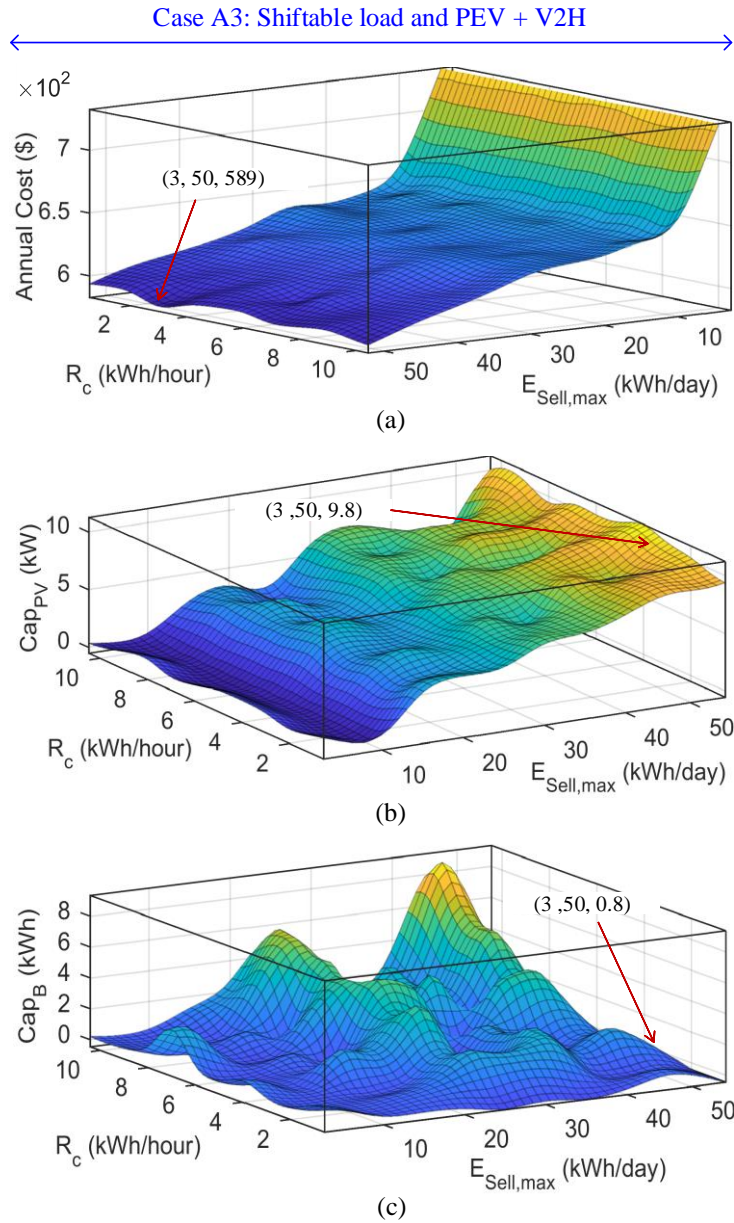 Case A3: Shiftable load and PEV + V2H
×10²
7
6.5
6
Annual Cost ($)
(3, 50, 589)
2
4
6
8
10
R_c (kWh/hour)
50
40
30
20
10
E_Sell,max (kWh/day)
(a)
10
5
0
Cap_PV (kW)
(3 ,50, 9.8)
10
8
6
4
2
R_c (kWh/hour)
10
20
30
40
50
E_Sell,max (kWh/day)
(b)
8
6
4
2
0
Cap_B (kWh)
(3 ,50, 0.8)
10
8
6
4
2
R_c (kWh/hour)
10
20
30
40
50
E_Sell,max (kWh/day)
(c)